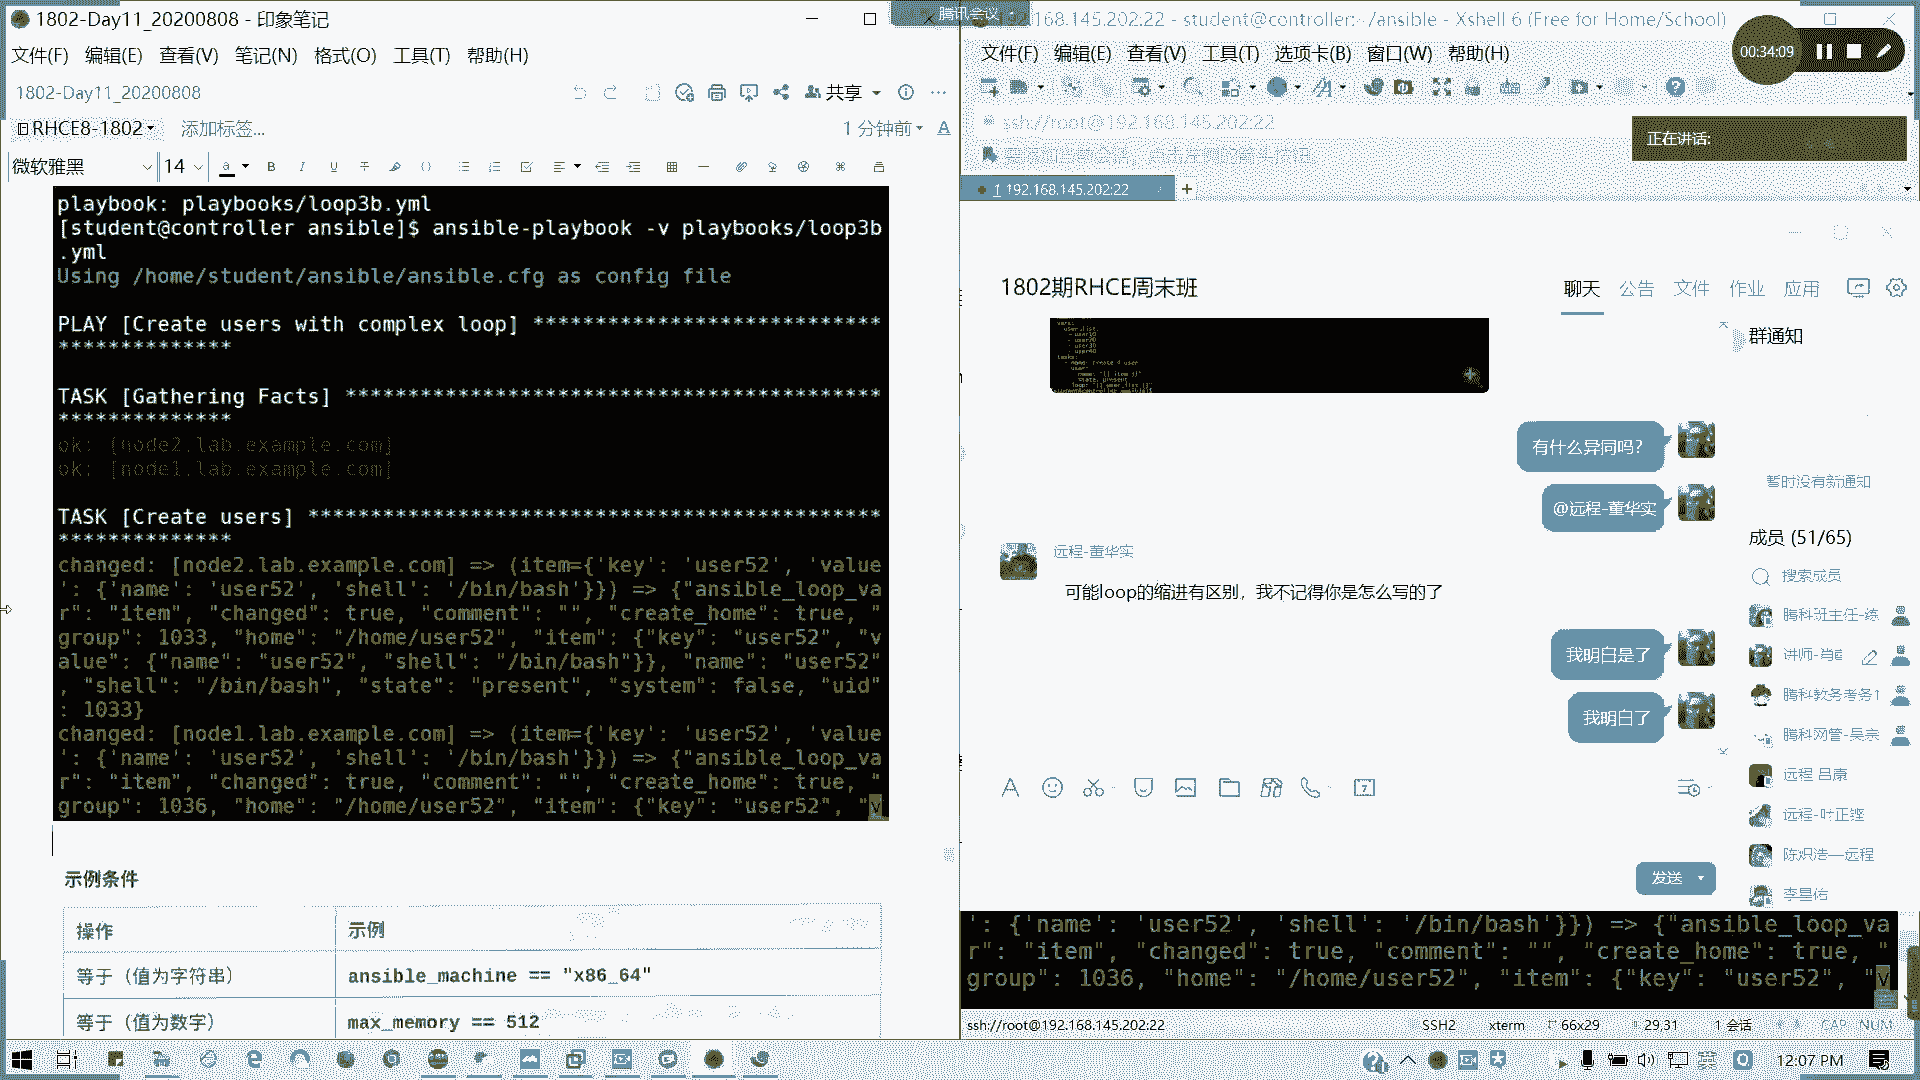 1802-Day11_20200808 - 印象笔记
文件(F) 编辑(E) 查看(V) 笔记(N) 格式(O) 工具(T) 帮助(H)
1802-Day11_20200808
共享
RHCE8-1802
添加标签...
1 分钟前
微软雅黑
14
playbook: playbooks/loop3b.yml
[student@controller ansible]$ ansible-playbook -v playbooks/loop3b
.yml
Using /home/student/ansible/ansible.cfg as config file
PLAY [Create users with complex loop] ****************************
**************
TASK [Gathering Facts] *******************************************
**************
ok: [node2.lab.example.com]
ok: [node1.lab.example.com]
TASK [Create users] **********************************************
**************
changed: [node2.lab.example.com] => (item={'key': 'user52', 'value
': {'name': 'user52', 'shell': '/bin/bash'}}) => {"ansible_loop_va
r": "item", "changed": true, "comment": "", "create_home": true, "
group": 1033, "home": "/home/user52", "item": {"key": "user52", "v
alue": {"name": "user52", "shell": "/bin/bash"}}, "name": "user52"
, "shell": "/bin/bash", "state": "present", "system": false, "uid"
: 1033}
changed: [node1.lab.example.com] => (item={'key': 'user52', 'value
': {'name': 'user52', 'shell': '/bin/bash'}}) => {"ansible_loop_va
r": "item", "changed": true, "comment": "", "create_home": true, "
group": 1036, "home": "/home/user52", "item": {"key": "user52", "v
示例条件
操作 示例
等于（值为字符串） ansible_machine == "x86_64"
等于（值为数字） max_memory == 512
腾讯会议
192.168.145.202:22 - student@controller:~/ansible - Xshell 6 (Free for Home/School)
文件(F) 编辑(E) 查看(V) 工具(T) 选项卡(B) 窗口(W) 帮助(H)
00:34:09
ssh://root@192.168.145.202:22
正在讲话:
1 192.168.145.202:22
1802期RHCE周末班
聊天 公告 文件 作业 应用
群通知
暂时没有新通知
有什么异同吗?
@远程-董华实
远程-董华实
可能loop的缩进有区别，我不记得你是怎么写的了
我明白是了
我明白了
成员 (51/65)
搜索成员
腾科班主任-练
腾科教务考务1
腾科网管-吴宗
远程 吕康
远程-叶正铿
陈炽浩—远程
李星佑
发送
': {'name': 'user52', 'shell': '/bin/bash'}}) => {"ansible_loop_va
r": "item", "changed": true, "comment": "", "create_home": true, "
group": 1036, "home": "/home/user52", "item": {"key": "user52", "v
ssh://root@192.168.145.202:22
SSH2 xterm 66x29 29,31 1 会话 CAP NUM
英
12:07 PM